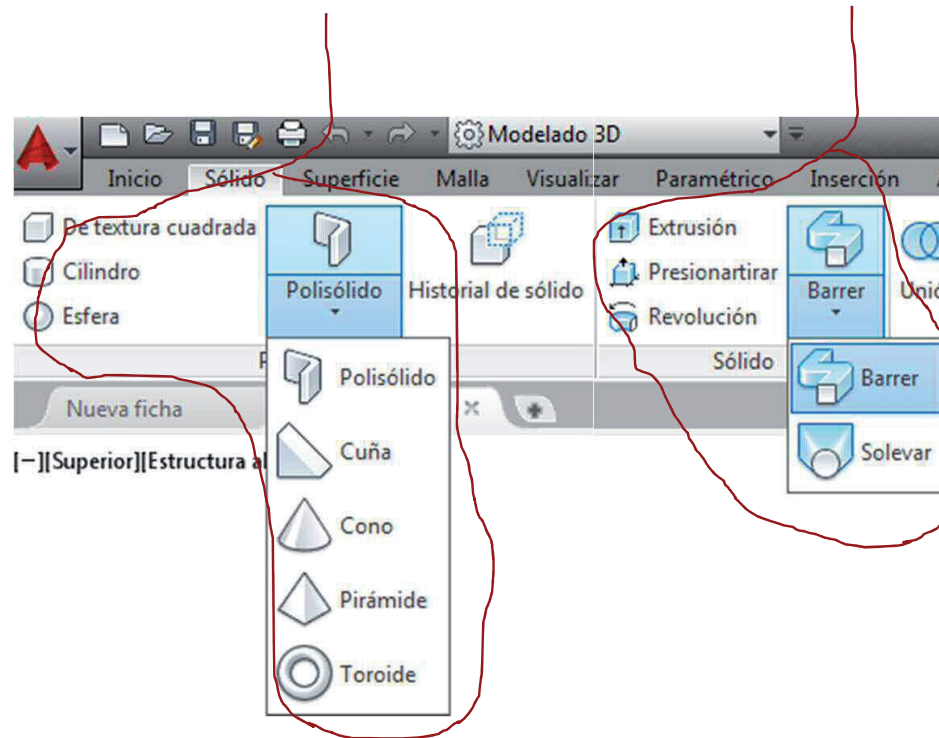 Modelado 3D
Inicio Sólido Superficie Malla Visualizar Paramétrico Inserción
De textura cuadrada
Cilindro
Esfera
Polisólido
Historial de sólido
Extrusión
Presionartirar
Revolución
Barrer
Sólido
Polisólido
Cuña
Cono
Pirámide
Toroide
Barrer
Solevar
Nueva ficha
[−][Superior][Estructura